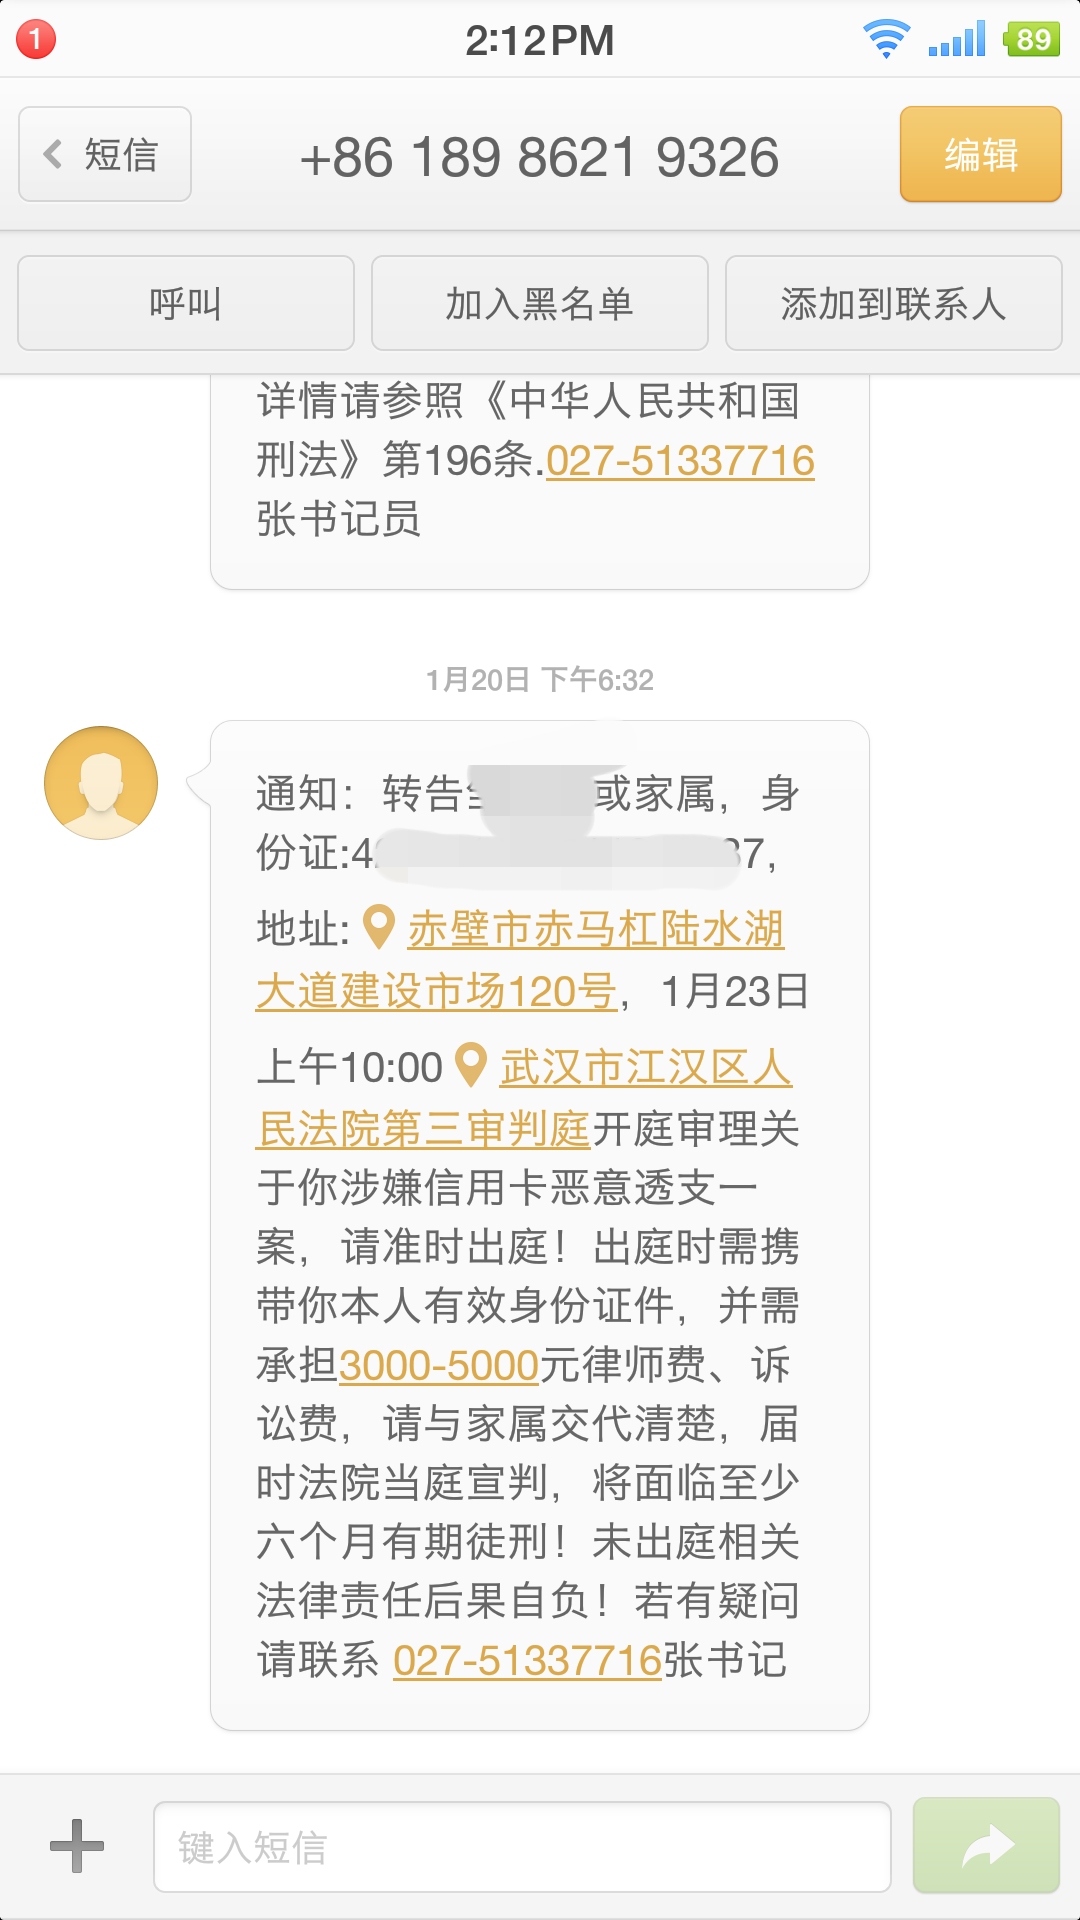 1
2:12PM
89
短信
+86 189 8621 9326
编辑
呼叫
加入黑名单
添加到联系人
详情请参照《中华人民共和国
刑法》第196条.027-51337716
张书记员
1月20日 下午6:32
通知：转告 或家属，身
份证:4 37,
地址: 赤壁市赤马杠陆水湖
大道建设市场120号，1月23日
上午10:00 武汉市江汉区人
民法院第三审判庭开庭审理关
于你涉嫌信用卡恶意透支一
案，请准时出庭！出庭时需携
带你本人有效身份证件，并需
承担3000-5000元律师费、诉
讼费，请与家属交代清楚，届
时法院当庭宣判，将面临至少
六个月有期徒刑！未出庭相关
法律责任后果自负！若有疑问
请联系 027-51337716张书记
键入短信